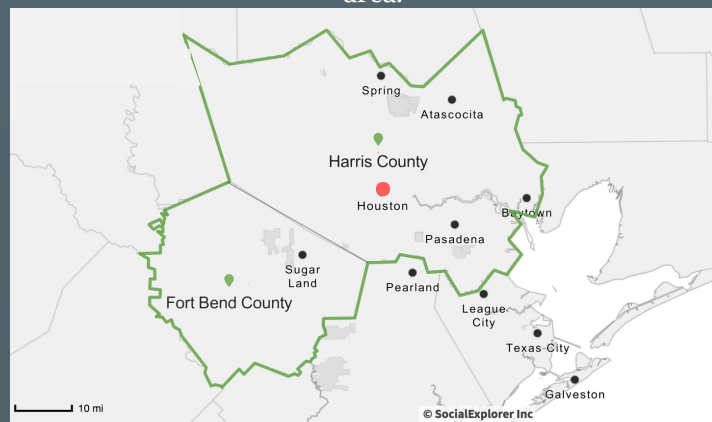 area.
Spring
Atascocita
Harris County
Houston
Baytown
Pasadena
Sugar
Land
Pearland
Fort Bend County
League
City
Texas City
Galveston
10 mi
© SocialExplorer Inc